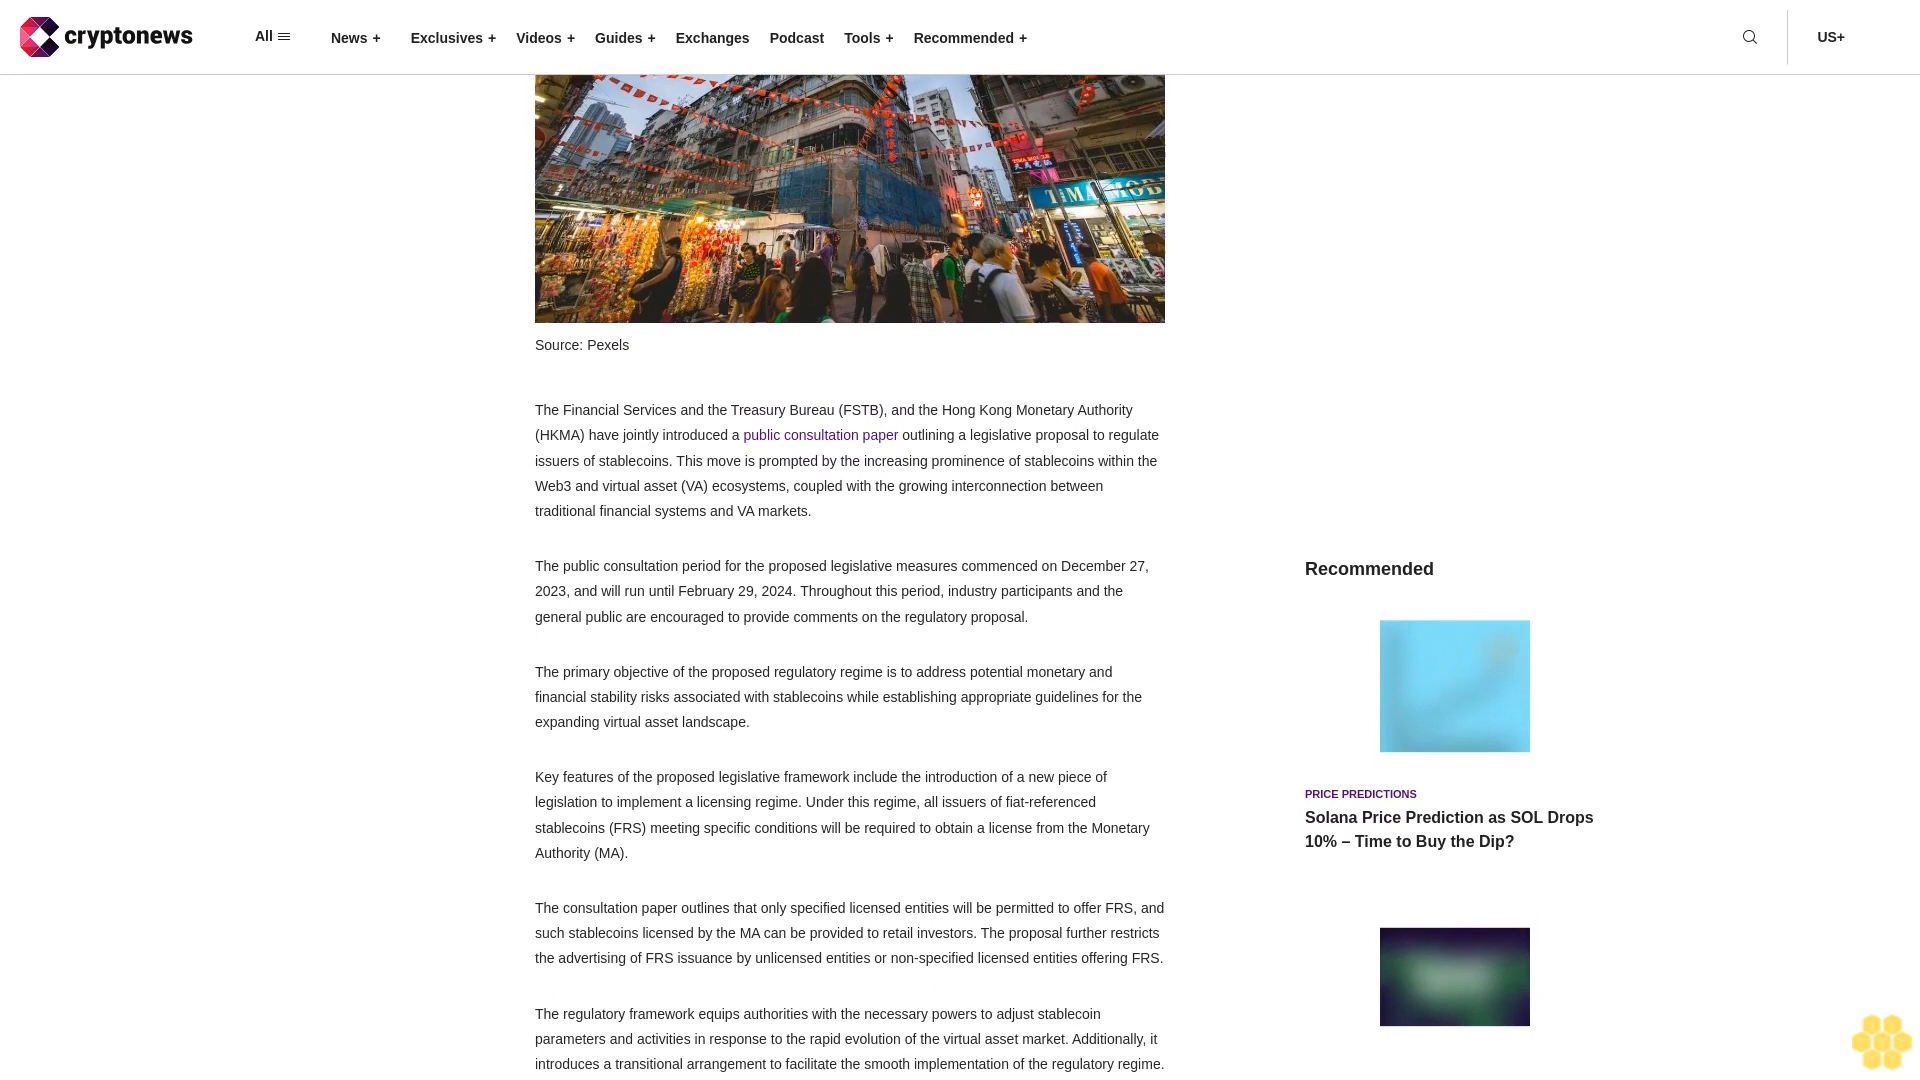 cryptonews
All
News +
Exclusives +
Videos +
Guides +
Exchanges
Podcast
Tools +
Recommended +
US+
TIMA MOBILE
TIMA MOB
Source: Pexels
The Financial Services and the Treasury Bureau (FSTB), and the Hong Kong Monetary Authority
(HKMA) have jointly introduced a public consultation paper outlining a legislative proposal to regulate
issuers of stablecoins. This move is prompted by the increasing prominence of stablecoins within the
Web3 and virtual asset (VA) ecosystems, coupled with the growing interconnection between
traditional financial systems and VA markets.
The public consultation period for the proposed legislative measures commenced on December 27,
2023, and will run until February 29, 2024. Throughout this period, industry participants and the
general public are encouraged to provide comments on the regulatory proposal.
The primary objective of the proposed regulatory regime is to address potential monetary and
financial stability risks associated with stablecoins while establishing appropriate guidelines for the
expanding virtual asset landscape.
Key features of the proposed legislative framework include the introduction of a new piece of
legislation to implement a licensing regime. Under this regime, all issuers of fiat-referenced
stablecoins (FRS) meeting specific conditions will be required to obtain a license from the Monetary
Authority (MA).
The consultation paper outlines that only specified licensed entities will be permitted to offer FRS, and
such stablecoins licensed by the MA can be provided to retail investors. The proposal further restricts
the advertising of FRS issuance by unlicensed entities or non-specified licensed entities offering FRS.
The regulatory framework equips authorities with the necessary powers to adjust stablecoin
parameters and activities in response to the rapid evolution of the virtual asset market. Additionally, it
introduces a transitional arrangement to facilitate the smooth implementation of the regulatory regime.
Recommended
PRICE PREDICTIONS
Solana Price Prediction as SOL Drops
10% – Time to Buy the Dip?